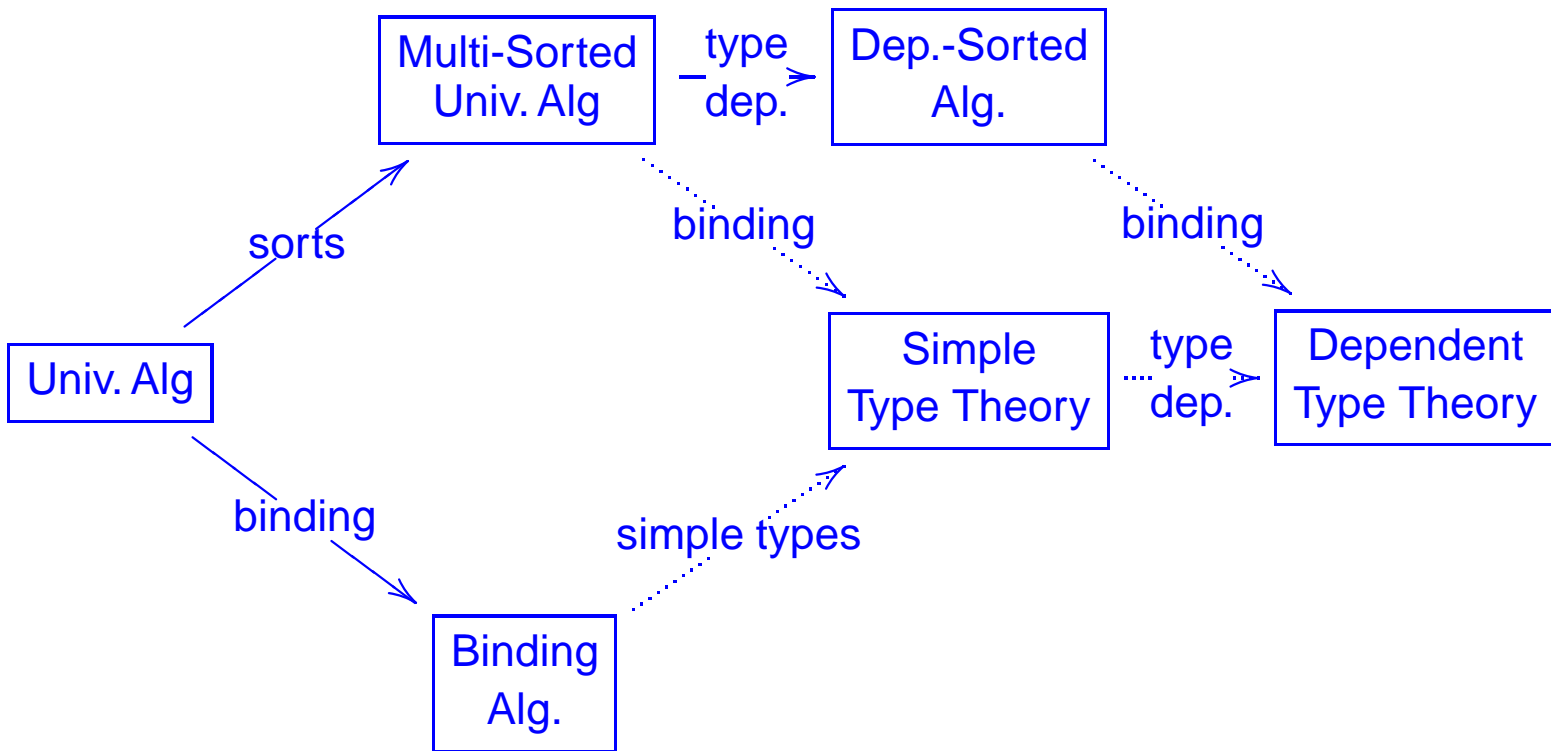 Multi-Sorted
Univ. Alg
type
dep.
Dep.-Sorted
Alg.
sorts
binding
binding
Univ. Alg
Simple
Type Theory
type
dep.
Dependent
Type Theory
binding
simple types
Binding
Alg.